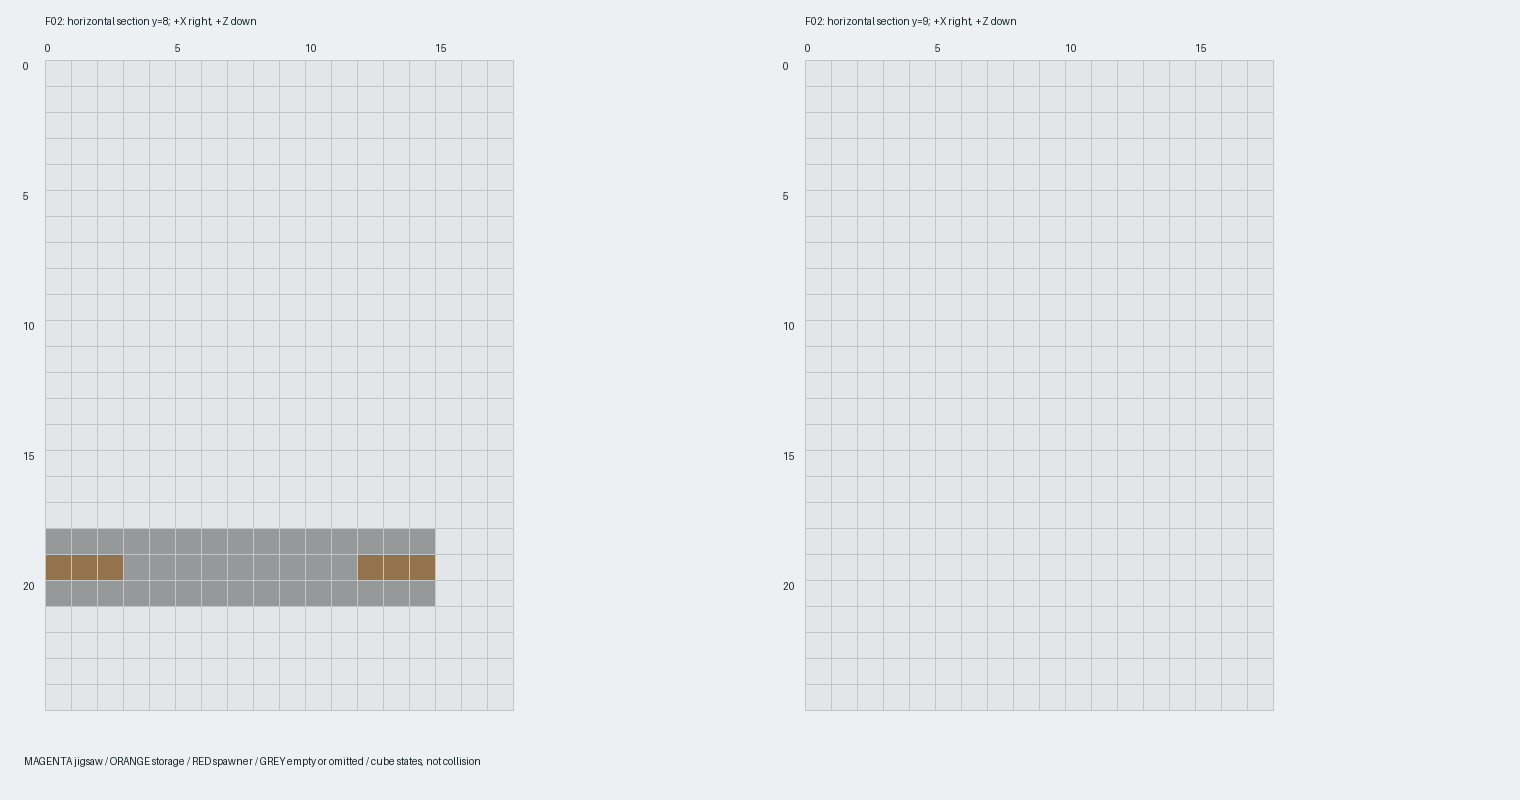 F02: horizontal section y=8; +X right, +Z down
0 5 10 15
0
5
10
15
20
F02: horizontal section y=9; +X right, +Z down
0 5 10 15
0
5
10
15
20
MAGENTA jigsaw / ORANGE storage / RED spawner / GREY empty or omitted / cube states, not collision